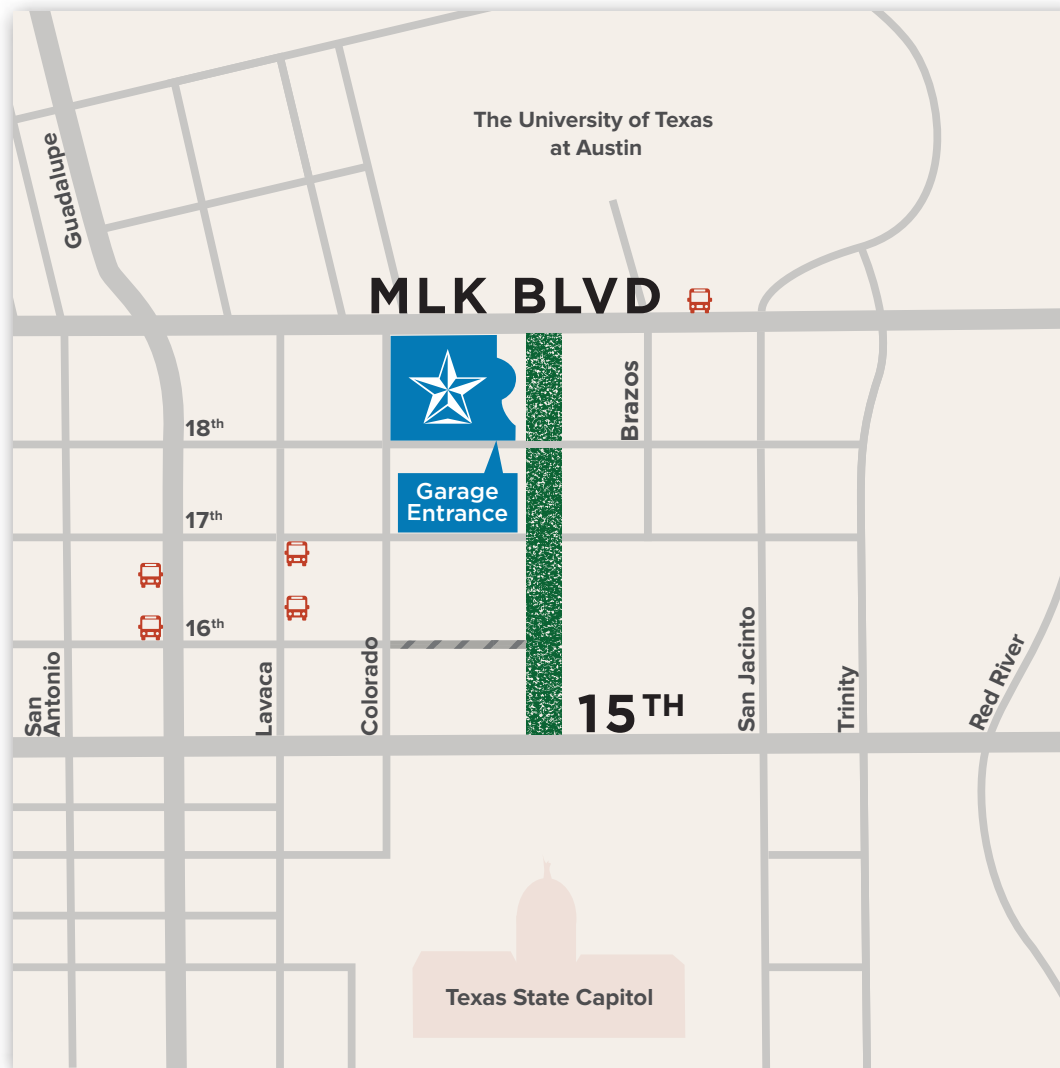 The University of Texas
at Austin
Guadalupe
MLK BLVD
Brazos
18th
Garage
Entrance
17th
16th
San
Antonio
Lavaca
Colorado
15TH
San Jacinto
Trinity
Red River
Texas State Capitol